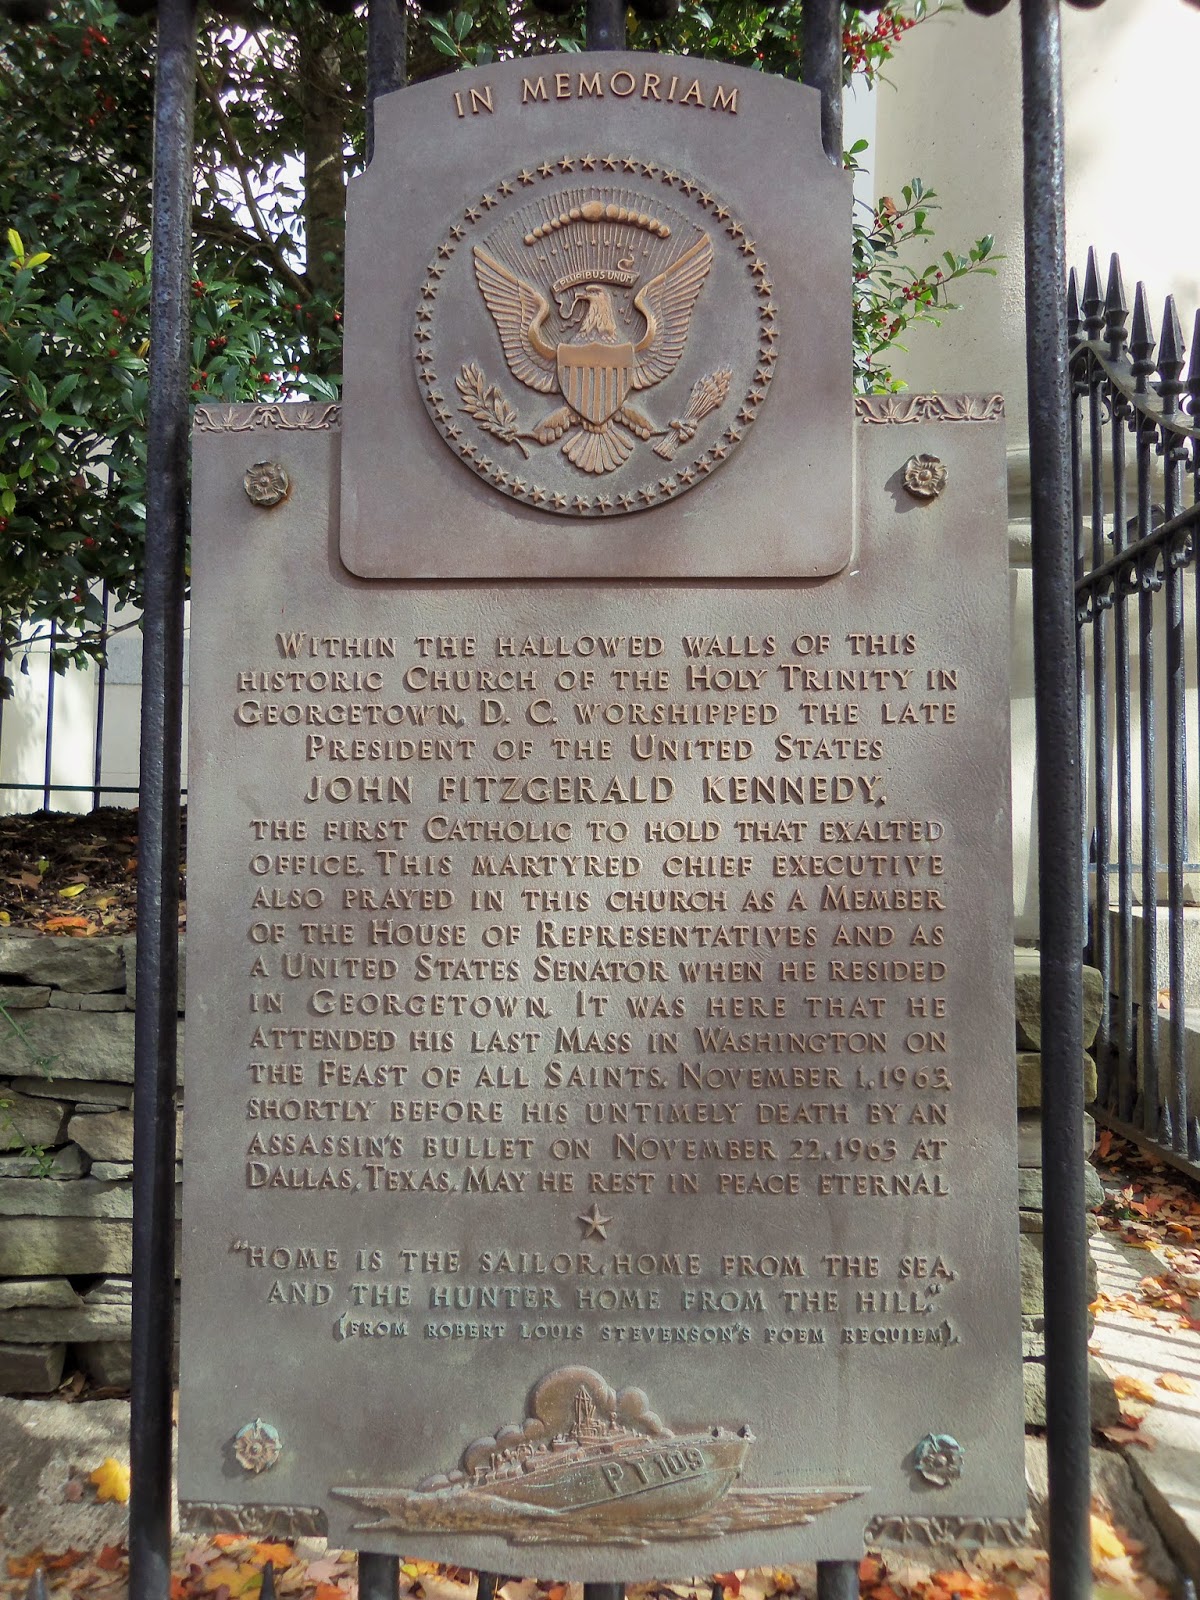 IN MEMORIAM
E PLURIBUS UNUM
WITHIN THE HALLOWED WALLS OF THIS
HISTORIC CHURCH OF THE HOLY TRINITY IN
GEORGETOWN, D. C. WORSHIPPED THE LATE
PRESIDENT OF THE UNITED STATES
JOHN FITZGERALD KENNEDY,
THE FIRST CATHOLIC TO HOLD THAT EXALTED
OFFICE. THIS MARTYRED CHIEF EXECUTIVE
ALSO PRAYED IN THIS CHURCH AS A MEMBER
OF THE HOUSE OF REPRESENTATIVES AND AS
A UNITED STATES SENATOR WHEN HE RESIDED
IN GEORGETOWN. IT WAS HERE THAT HE
ATTENDED HIS LAST MASS IN WASHINGTON ON
THE FEAST OF ALL SAINTS, NOVEMBER 1, 1963,
SHORTLY BEFORE HIS UNTIMELY DEATH BY AN
ASSASSIN'S BULLET ON NOVEMBER 22, 1963 AT
DALLAS, TEXAS. MAY HE REST IN PEACE ETERNAL
"HOME IS THE SAILOR, HOME FROM THE SEA,
AND THE HUNTER HOME FROM THE HILL."
(FROM ROBERT LOUIS STEVENSON'S POEM REQUIEM).
PT 109